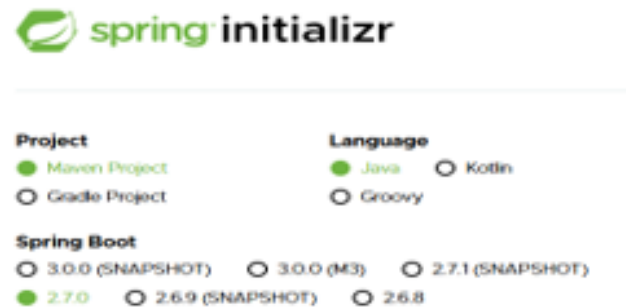 spring initializr
Project
Language
Maven Project
Java
Kotlin
Gradle Project
Groovy
Spring Boot
3.0.0 (SNAPSHOT)
3.0.0 (M3)
2.7.1 (SNAPSHOT)
2.7.0
2.6.9 (SNAPSHOT)
2.6.8